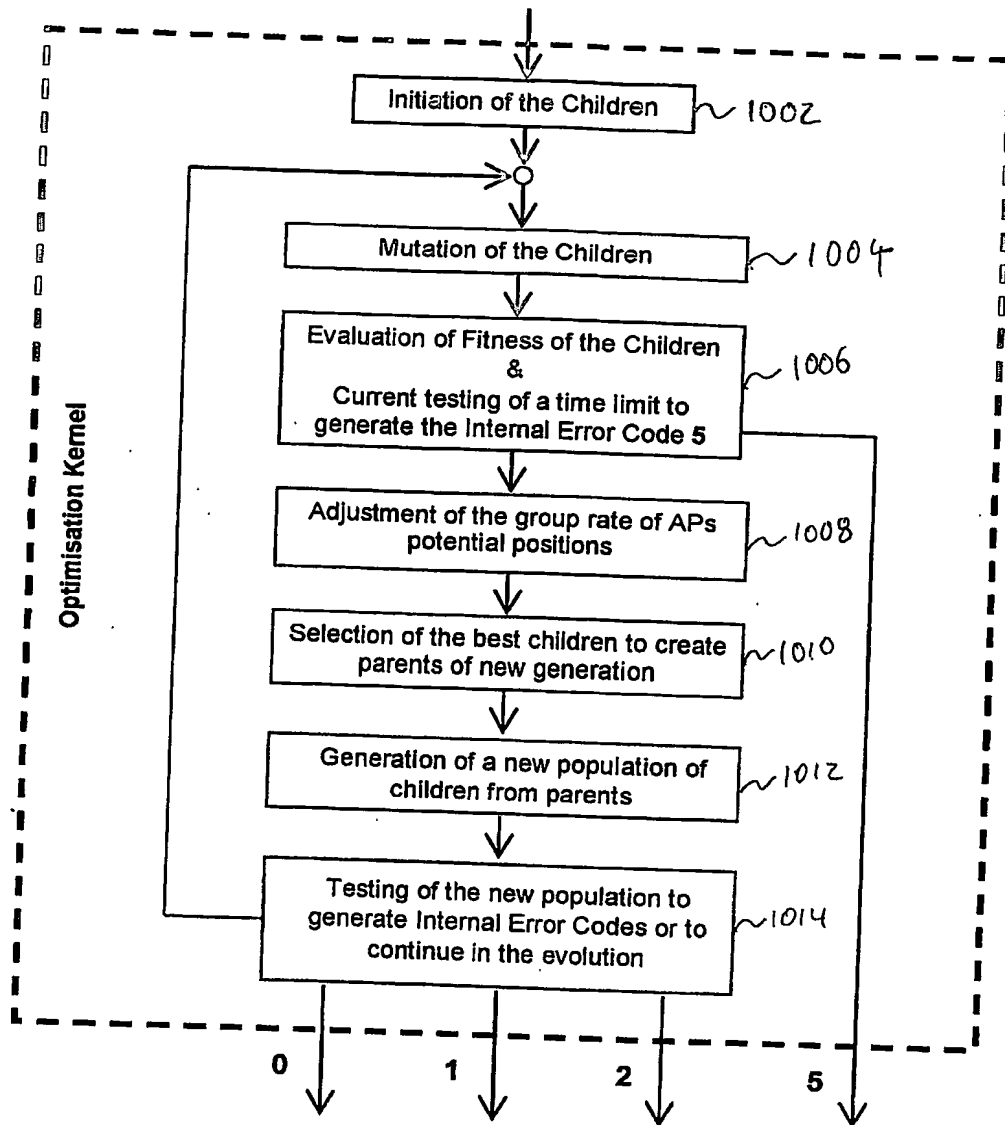 Initiation of the Children
1002
Mutation of the Children
1004
Evaluation of Fitness of the Children
&
Current testing of a time limit to
generate the Internal Error Code 5
1006
Adjustment of the group rate of APs
potential positions
1008
Selection of the best children to create
parents of new generation
1010
Generation of a new population of
children from parents
1012
Testing of the new population to
generate Internal Error Codes or to
continue in the evolution
1014
Optimisation Kernel
0
1
2
5